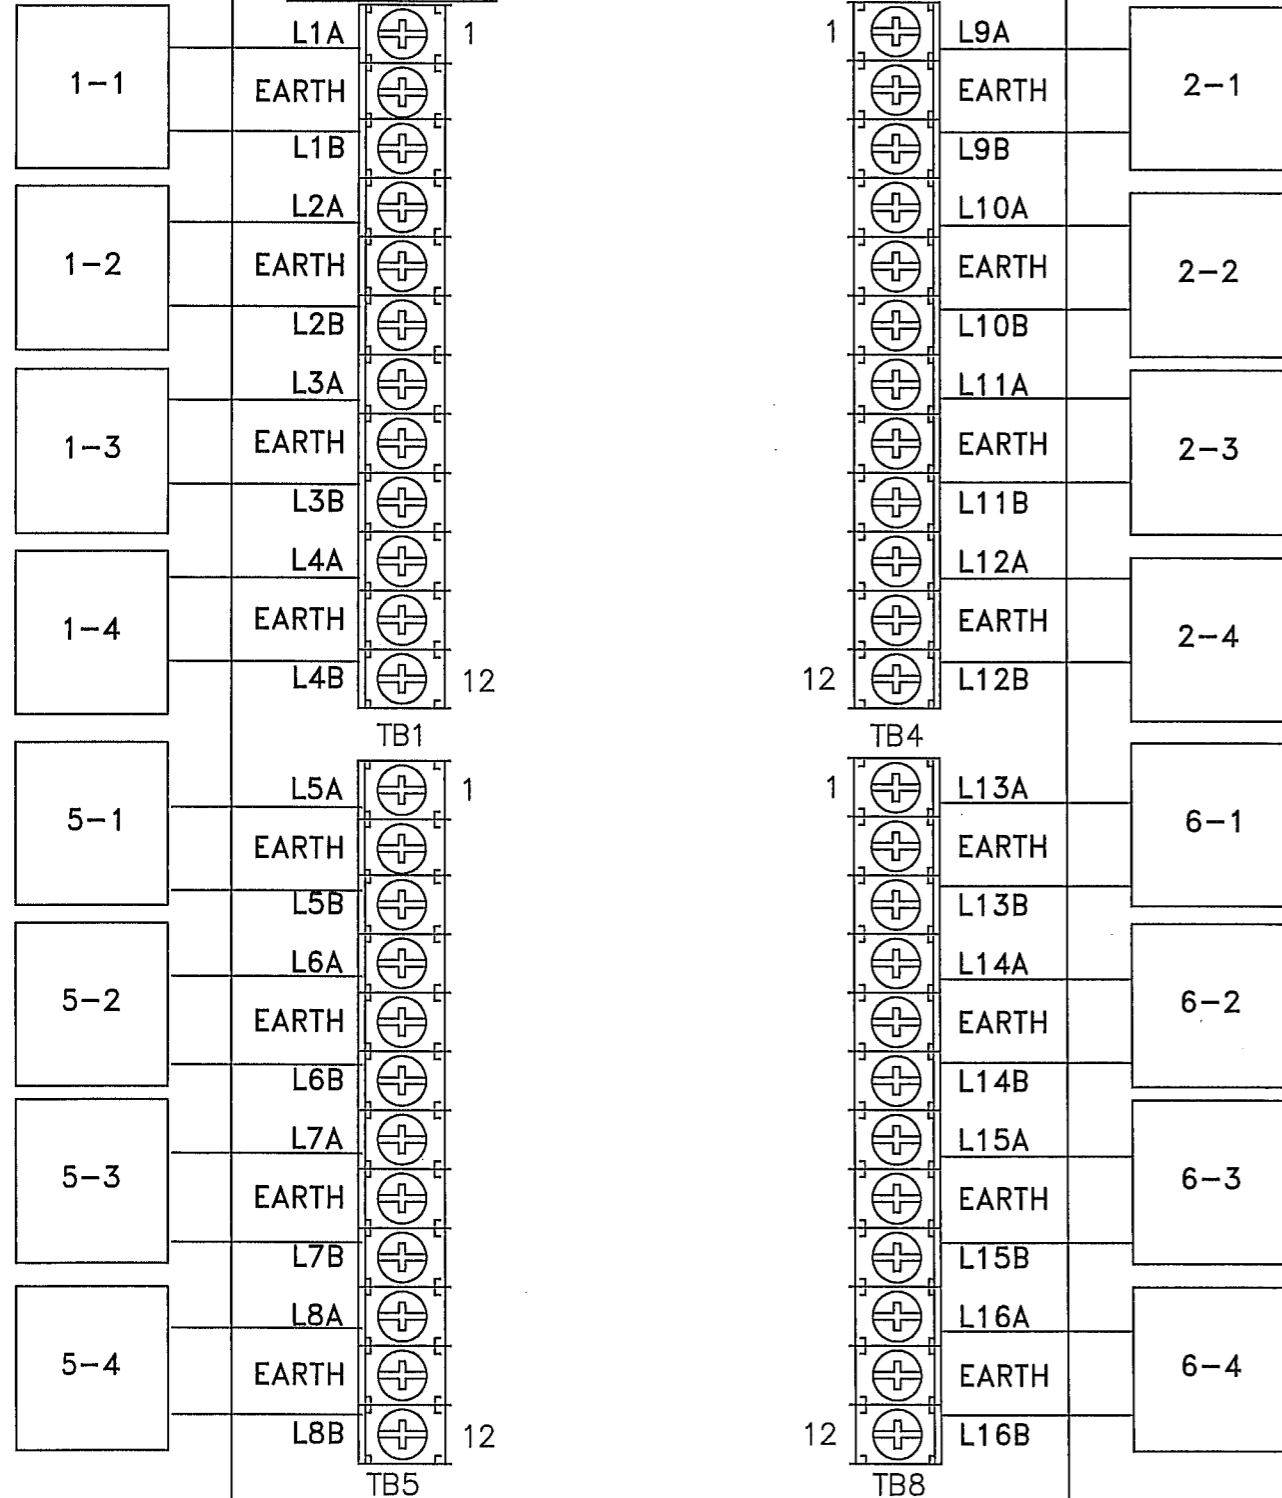 L1A 1 1 L9A
1-1 EARTH EARTH 2-1
L1B L9B
L2A L10A
1-2 EARTH EARTH 2-2
L2B L10B
L3A L11A
1-3 EARTH EARTH 2-3
L3B L11B
L4A L12A
1-4 EARTH EARTH 2-4
L4B 12 12 L12B
TB1 TB4
L5A 1 1 L13A
5-1 EARTH EARTH 6-1
L5B L13B
L6A L14A
5-2 EARTH EARTH 6-2
L6B L14B
L7A L15A
5-3 EARTH EARTH 6-3
L7B L15B
L8A L16A
5-4 EARTH EARTH 6-4
L8B 12 12 L16B
TB5 TB8